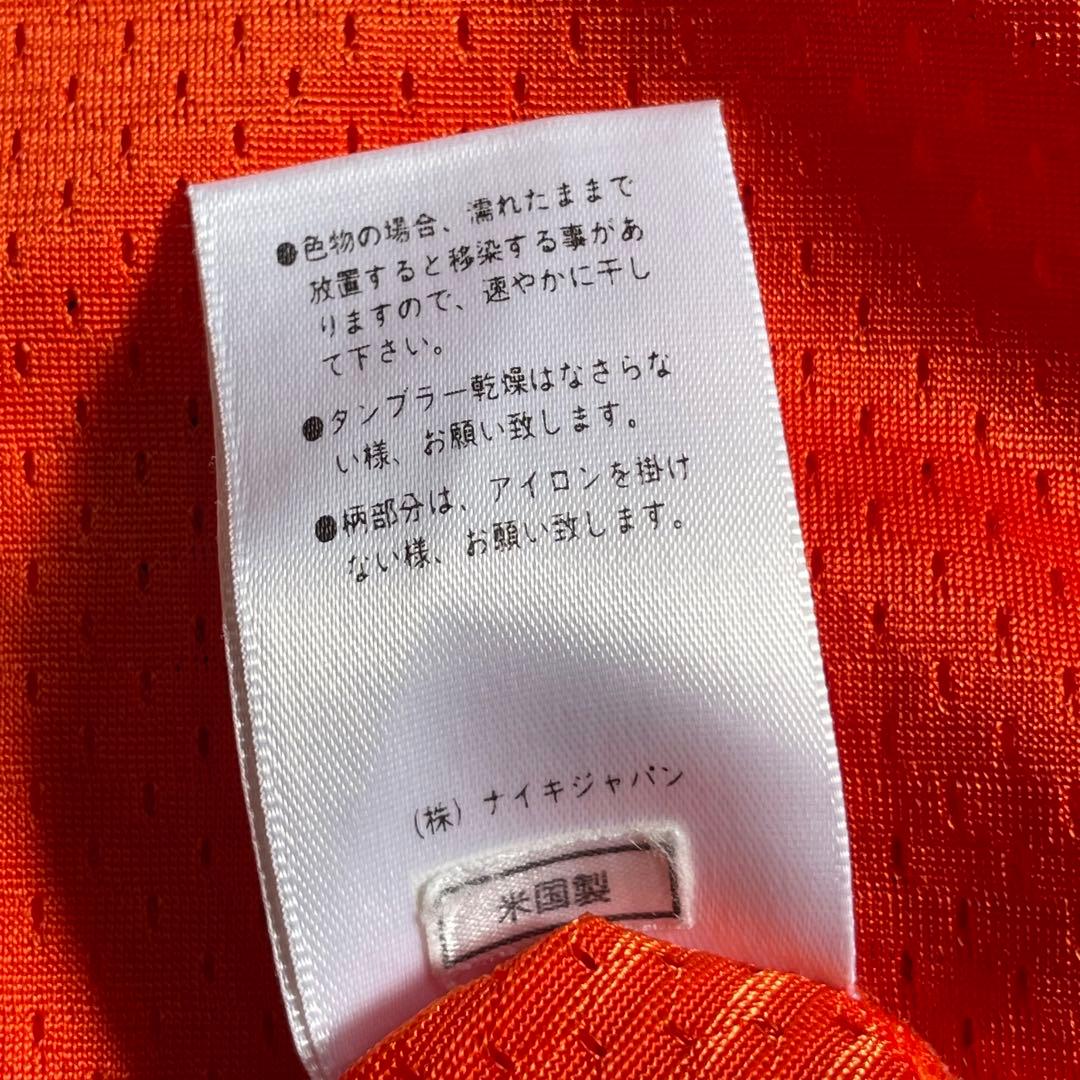 ●色物の場合、濡れたままで
放置すると移染する事があ
りますので、速やかに干し
て下さい。
●タンブラー乾燥はなさらな
い様、お願い致します。
●柄部分は、アイロンを掛け
ない様、お願い致します。
(株)ナイキジャパン
米国製